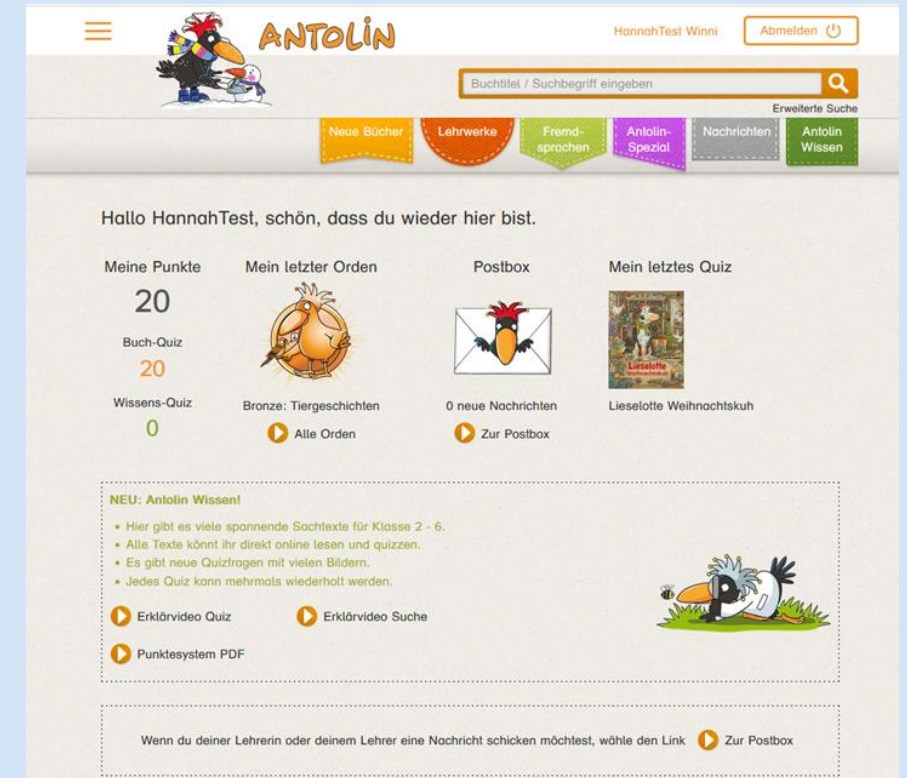 ANTOLIN
HannahTest Winni
Abmelden
Buchtitel / Suchbegriff eingeben
Erweiterte Suche
Neue Bücher
Lehrwerke
Fremd-
sprachen
Antolin-
Spezial
Nachrichten
Antolin
Wissen
Hallo HannahTest, schön, dass du wieder hier bist.
Meine Punkte
20
Buch-Quiz
20
Wissens-Quiz
0
Mein letzter Orden
Bronze: Tiergeschichten
Alle Orden
Postbox
0 neue Nachrichten
Zur Postbox
Mein letztes Quiz
Lieselotte
Weihnachtskuh
Lieselotte Weihnachtskuh
NEU: Antolin Wissen!
• Hier gibt es viele spannende Sachtexte für Klasse 2 - 6.
• Alle Texte könnt ihr direkt online lesen und quizzen.
• Es gibt neue Quizfragen mit vielen Bildern.
• Jedes Quiz kann mehrmals wiederholt werden.
Erklärvideo Quiz
Erklärvideo Suche
Punktesystem PDF
Wenn du deiner Lehrerin oder deinem Lehrer eine Nachricht schicken möchtest, wähle den Link Zur Postbox